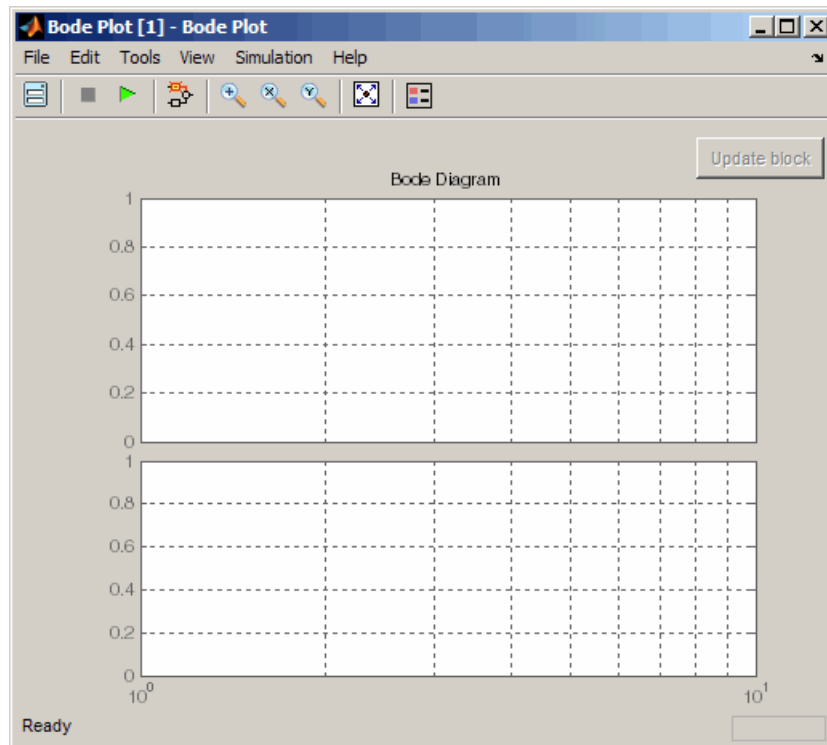 Bode Plot [1] - Bode Plot
File Edit Tools View Simulation Help
Update block
Bode Diagram
1
0.8
0.6
0.4
0.2
0
1
0.8
0.6
0.4
0.2
0
10^0 10^1
Ready